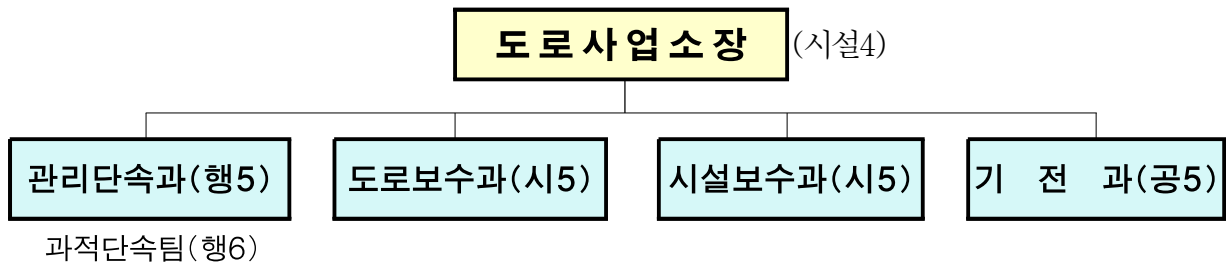 도로사업소장 (시설4)
관리단속과(행5) 도로보수과(시5) 시설보수과(시5) 기 전 과(공5)
과적단속팀(행6)